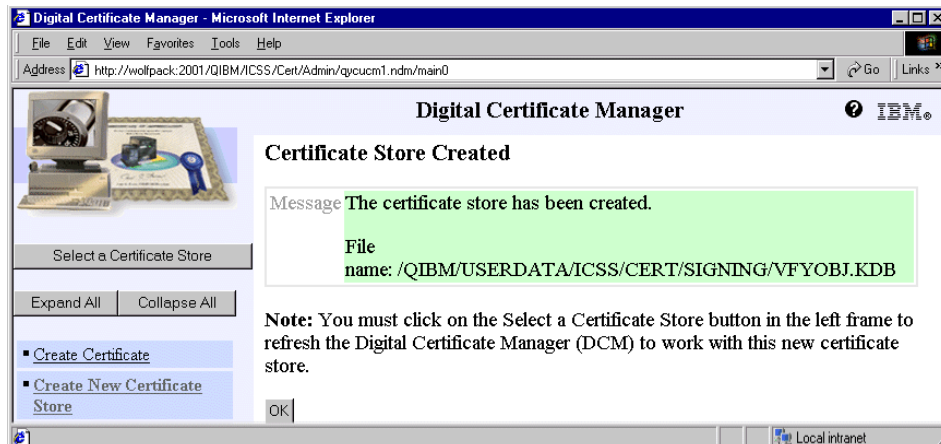 Digital Certificate Manager - Microsoft Internet Explorer
File Edit View Favorites Tools Help
Address http://wolfpack:2001/QIBM/ICSS/Cert/Admin/qycucm1.ndm/main0 Go Links »
Digital Certificate Manager
IBM®
Certificate Store Created
Message The certificate store has been created.
File
name: /QIBM/USERDATA/ICSS/CERT/SIGNING/VFYOBJ.KDB
Select a Certificate Store
Expand All Collapse All
Note: You must click on the Select a Certificate Store button in the left frame to
refresh the Digital Certificate Manager (DCM) to work with this new certificate
store.
Create Certificate
Create New Certificate
Store
OK
Local intranet